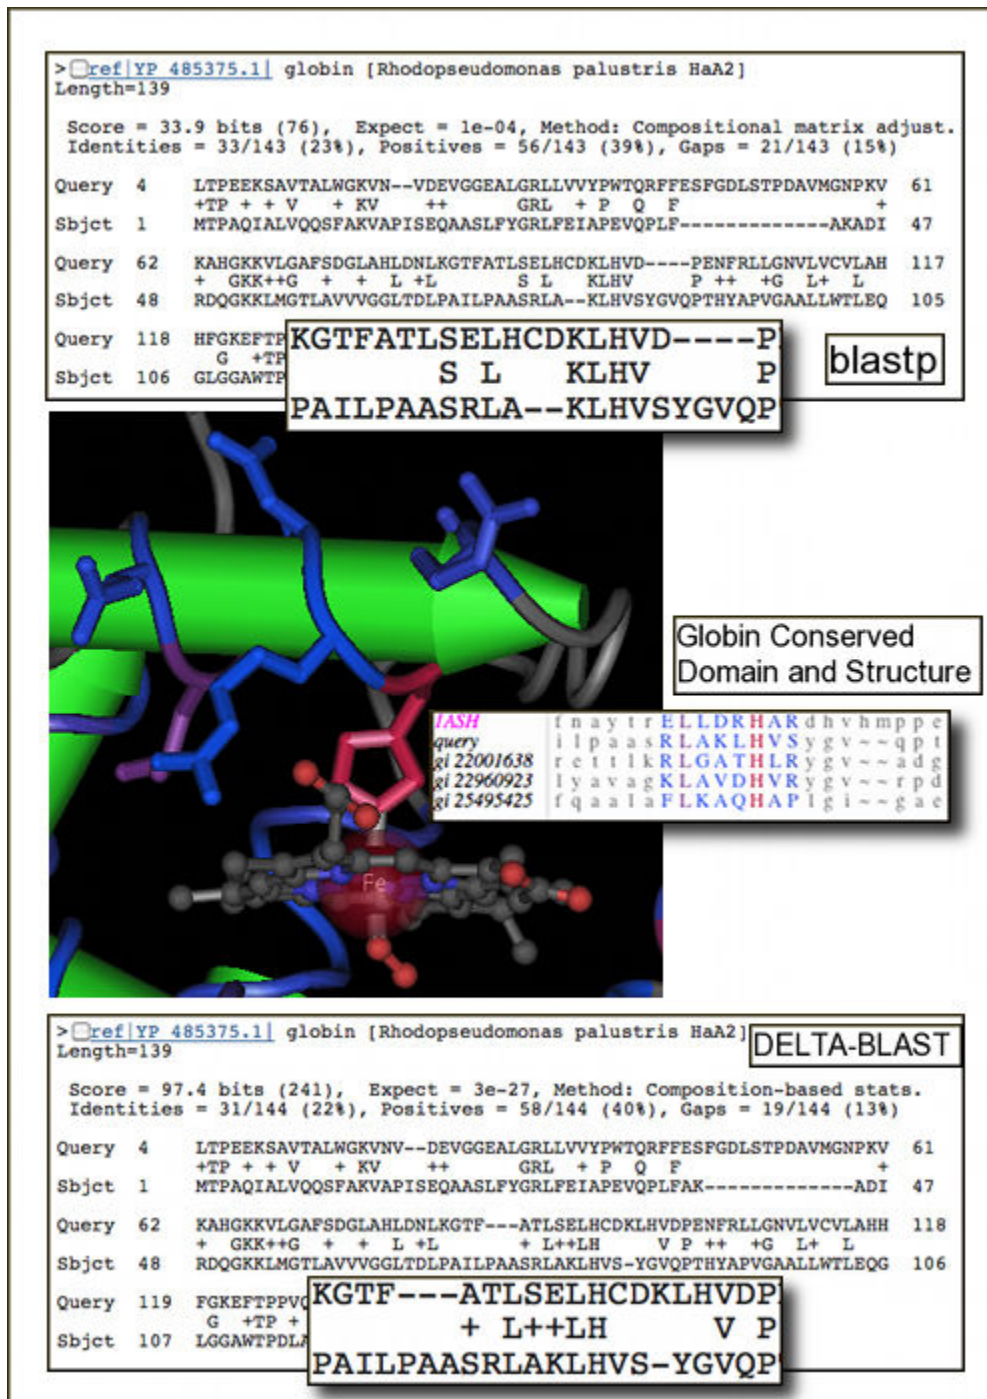 >ref|YP_485375.1| globin [Rhodopseudomonas palustris HaA2]
Length=139
Score = 33.9 bits (76), Expect = 1e-04, Method: Compositional matrix adjust.
Identities = 33/143 (23%), Positives = 56/143 (39%), Gaps = 21/143 (15%)
Query 4 LTPEEKSAVTALWGKVN--VDEVGGEALGRLLVVYPWTQRFFESFGDLSTPDAVMGNPKV 61
+TP + + V + KV ++ GRL + P Q F +
Sbjct 1 MTPAQIALVQQSFAKVAPISEQAASLFYGRLFEIAPEVQPLF-------------AKADI 47
Query 62 KAHGKKVLGAFSDGLAHLDNLKGTFATLSELHCDKLHVD----PENFRLLGNVLVCVLAH 117
+ GKK++G + + L +L S L KLHV P ++ +G L+ L
Sbjct 48 RDQGKKLMGTLAVVVGGLTDLPAILPAASRLA--KLHVSYGVQPTHYAPVGAALLWTLEQ 105
Query 118 HFGKEFTP
G +TP
Sbjct 106 GLGGAWTP
KGTFATLSELHCDKLHVD----P
S L KLHV P
PAILPAASRLA--KLHVSYGVQP
blastp
Globin Conserved
Domain and Structure
1ASH f n a y t r E L L D R H A R d h v h m p p e
query i l p a a s R L A K L H V S y g v ~ ~ q p t
gi 22001638 r e t t l k R L G A T H L R y g v ~ ~ a d g
gi 22960923 l y a v a g K L A V D H V R y g v ~ ~ r p d
gi 25495425 f q a a l a F L K A Q H A P l g i ~ ~ g a e
Fe
>ref|YP_485375.1| globin [Rhodopseudomonas palustris HaA2]
DELTA-BLAST
Length=139
Score = 97.4 bits (241), Expect = 3e-27, Method: Composition-based stats.
Identities = 31/144 (22%), Positives = 58/144 (40%), Gaps = 19/144 (13%)
Query 4 LTPEEKSAVTALWGKVNV--DEVGGEALGRLLVVYPWTQRFFESFGDLSTPDAVMGNPKV 61
+TP + + V + KV ++ GRL + P Q F +
Sbjct 1 MTPAQIALVQQSFAKVAPISEQAASLFYGRLFEIAPEVQPLFAK-------------ADI 47
Query 62 KAHGKKVLGAFSDGLAHLDNLKGTF---ATLSELHCDKLHVDPENFRLLGNVLVCVLAHH 118
+ GKK++G + + L +L + L++LH V P ++ +G L+ L
Sbjct 48 RDQGKKLMGTLAVVVGGLTDLPAILPAASRLAKLHVS-YGVQPTHYAPVGAALLWTLEQG 106
Query 119 FGKEFTPPVQ
G +TP +
Sbjct 107 LGGAWTPDLA
KGTF---ATLSELHCDKLHVDP
+ L++LH V P
PAILPAASRLAKLHVS-YGVQP